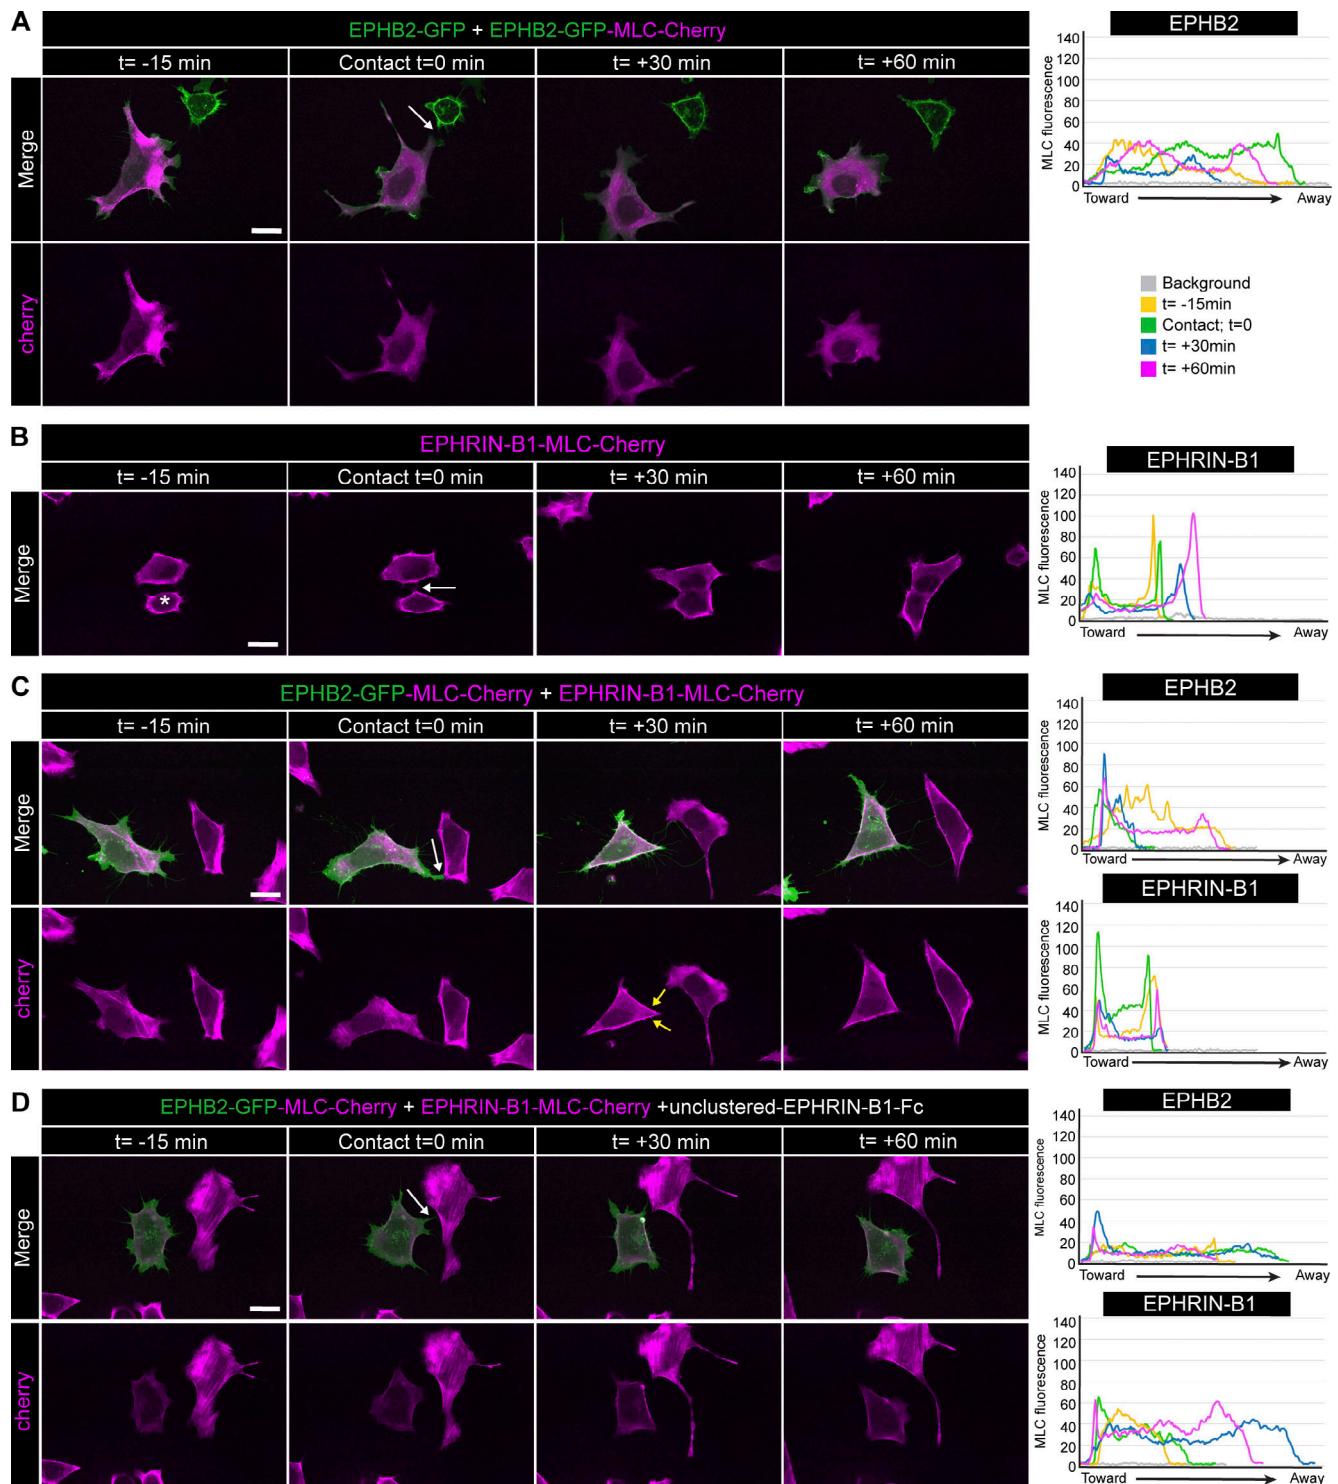 A
EPHB2-GFP + EPHB2-GFP-MLC-Cherry
t= -15 min
Contact t=0 min
t= +30 min
t= +60 min
Merge
cherry
EPHB2
MLC fluorescence
140
120
100
80
60
40
20
0
Toward
Away
Background
t= -15min
Contact; t=0
t= +30min
t= +60min
B
EPHRIN-B1-MLC-Cherry
t= -15 min
Contact t=0 min
t= +30 min
t= +60 min
Merge
*
EPHRIN-B1
MLC fluorescence
140
120
100
80
60
40
20
0
Toward
Away
C
EPHB2-GFP-MLC-Cherry + EPHRIN-B1-MLC-Cherry
t= -15 min
Contact t=0 min
t= +30 min
t= +60 min
Merge
cherry
EPHB2
MLC fluorescence
140
120
100
80
60
40
20
0
Toward
Away
EPHRIN-B1
MLC fluorescence
140
120
100
80
60
40
20
0
Toward
Away
D
EPHB2-GFP-MLC-Cherry + EPHRIN-B1-MLC-Cherry +unclustered-EPHRIN-B1-Fc
t= -15 min
Contact t=0 min
t= +30 min
t= +60 min
Merge
cherry
EPHB2
MLC fluorescence
140
120
100
80
60
40
20
0
Toward
Away
EPHRIN-B1
MLC fluorescence
140
120
100
80
60
40
20
0
Toward
Away